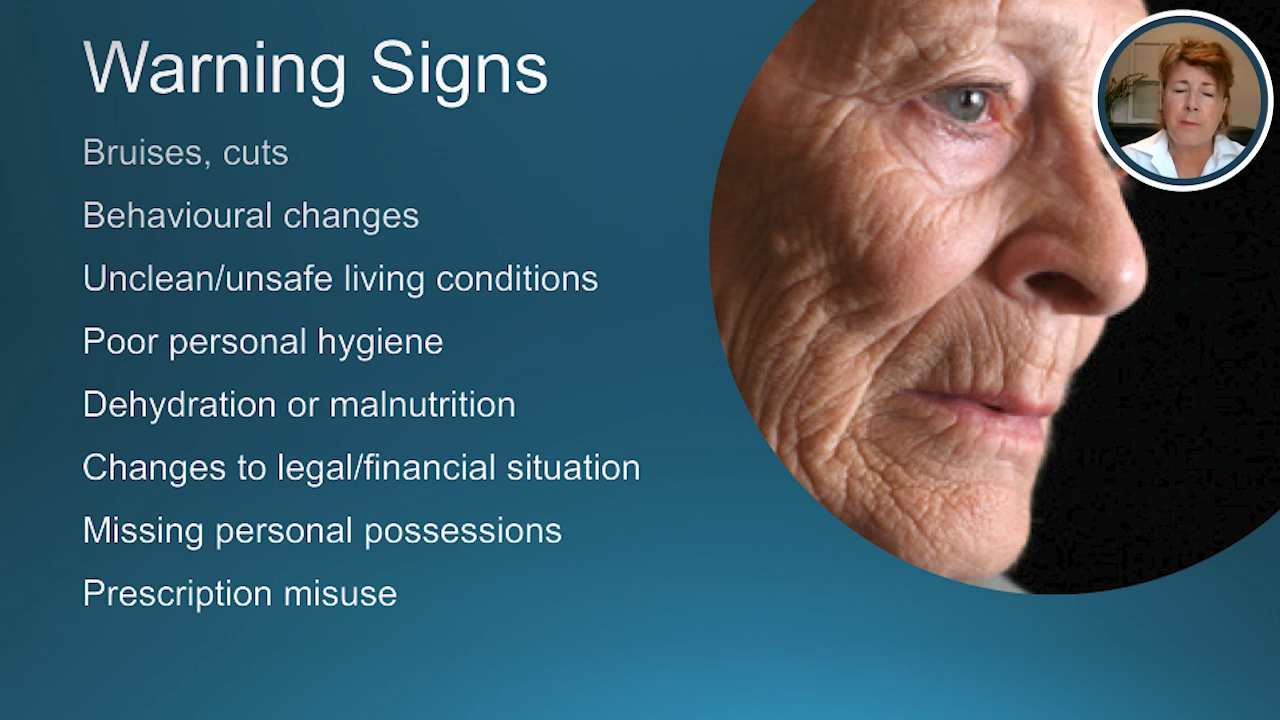 Warning Signs
Bruises, cuts
Behavioural changes
Unclean/unsafe living conditions
Poor personal hygiene
Dehydration or malnutrition
Changes to legal/financial situation
Missing personal possessions
Prescription misuse